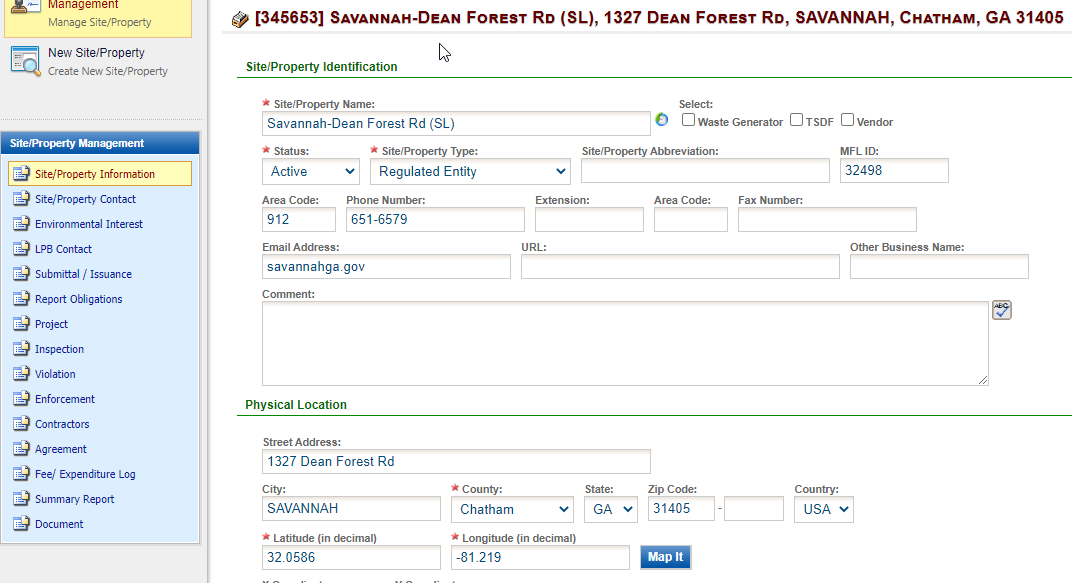 Management
Manage Site/Property
New Site/Property
Create New Site/Property
Site/Property Management
Site/Property Information
Site/Property Contact
Environmental Interest
LPB Contact
Submittal / Issuance
Report Obligations
Project
Inspection
Violation
Enforcement
Contractors
Agreement
Fee/ Expenditure Log
Summary Report
Document
[345653] Savannah-Dean Forest Rd (SL), 1327 Dean Forest Rd, SAVANNAH, Chatham, GA 31405
Site/Property Identification
* Site/Property Name: Select:
Savannah-Dean Forest Rd (SL) Waste Generator TSDF Vendor
* Status: * Site/Property Type: Site/Property Abbreviation: MFL ID:
Active Regulated Entity 32498
Area Code: Phone Number: Extension: Area Code: Fax Number:
912 651-6579
Email Address: URL: Other Business Name:
savannahga.gov
Comment:
ABC
Physical Location
Street Address:
1327 Dean Forest Rd
City: * County: State: Zip Code: Country:
SAVANNAH Chatham GA 31405 - USA
* Latitude (in decimal) * Longitude (in decimal)
32.0586 -81.219 Map It